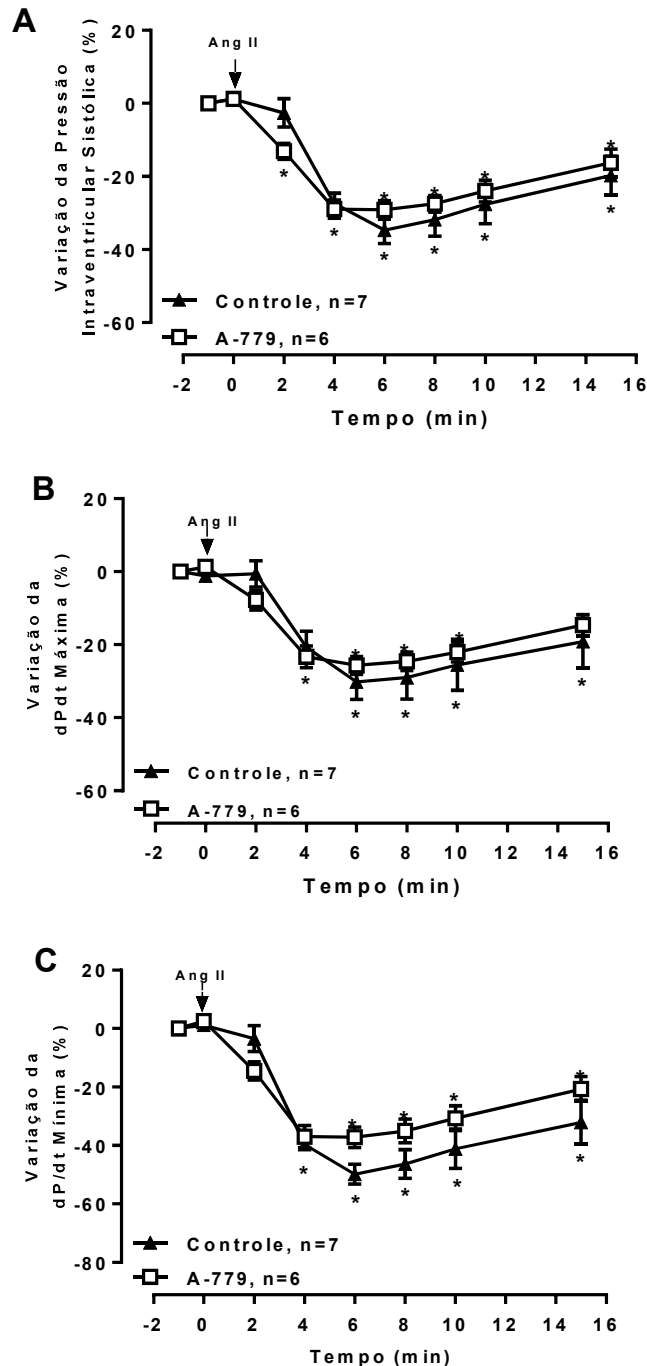 A
Ang II
20
0
-20
-40
-60
Variação da Pressão
Intraventricular Sistólica (%)
*
*
*
*
*
*
*
*
*
*
Controle, n=7
A-779, n=6
-2 0 2 4 6 8 10 12 14 16
Tempo (min)
B
Ang II
20
0
-20
-40
-60
Variação da
dPdt Máxima (%)
*
*
*
*
*
*
*
*
Controle, n=7
A-779, n=6
-2 0 2 4 6 8 10 12 14 16
Tempo (min)
C
Ang II
20
0
-20
-40
-60
-80
Variação da
dP/dt Mínima (%)
*
*
*
*
*
*
*
*
*
Controle, n=7
A-779, n=6
-2 0 2 4 6 8 10 12 14 16
Tempo (min)